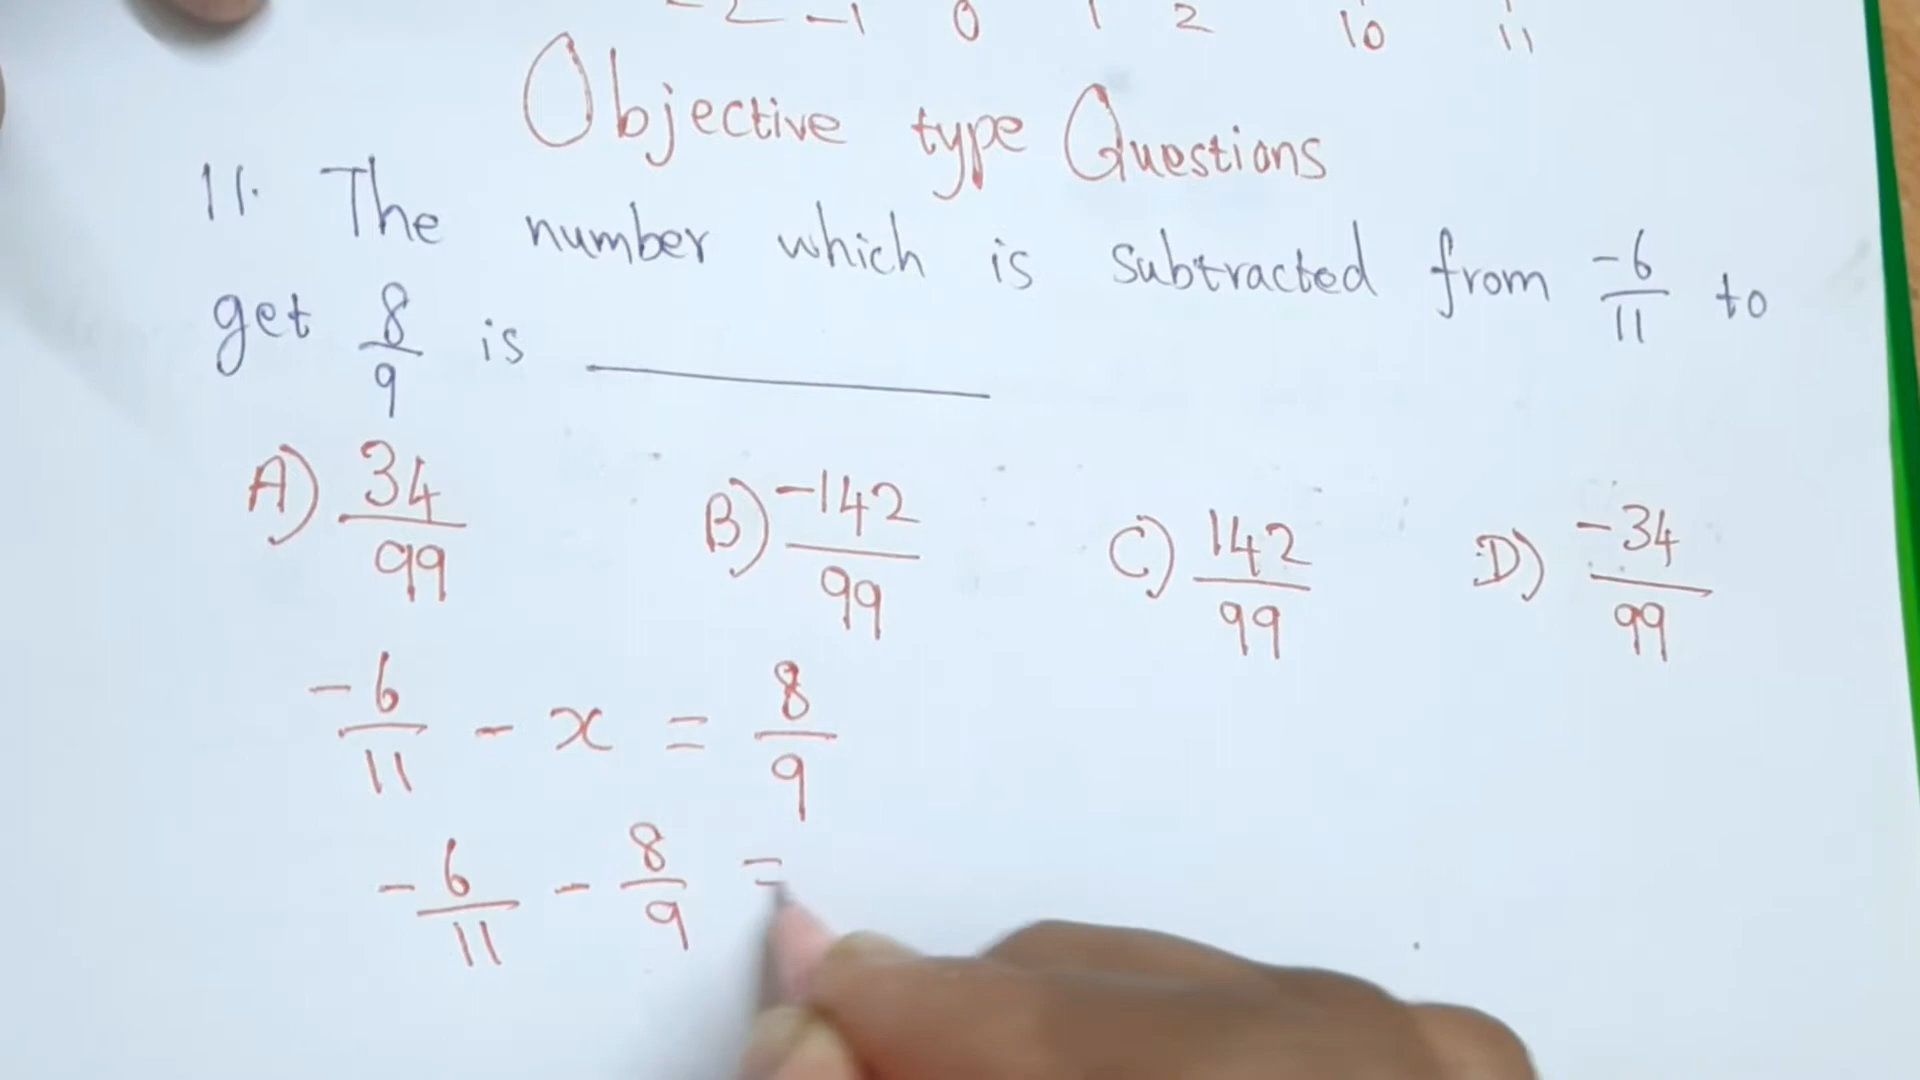 -2 -1 0 1 2 10 11
Objective type Questions
11. The number which is subtracted from -6/11 to
get 8/9 is ________
A) 34/99 B) -142/99 C) 142/99 D) -34/99
-6/11 - x = 8/9
-6/11 - 8/9 =